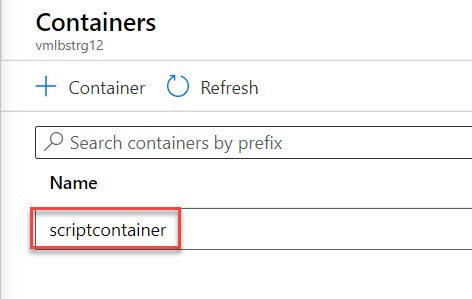 Containers
vmlbstrg12
Container Refresh
Search containers by prefix
Name
scriptcontainer